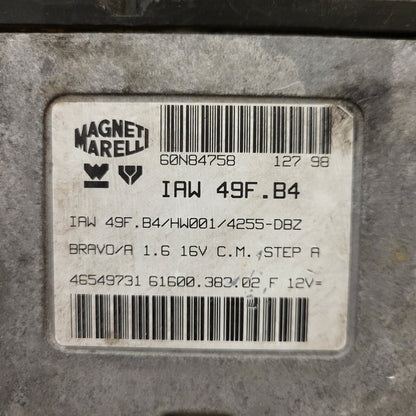 MAGNETI
MARELLI
60N84758 127 98
IAW 49F.B4
IAW 49F.B4/HW001/4255-DBZ
BRAVO/A 1.6 16V C.M. STEP A
46549731 61600.383.02 F 12V=